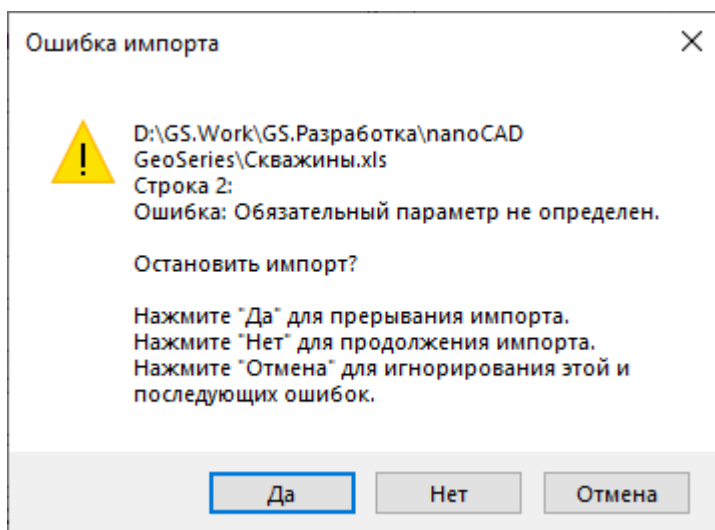 Ошибка импорта
D:\GS.Work\GS.Разработка\nanoCAD
GeoSeries\Скважины.xls
Строка 2:
Ошибка: Обязательный параметр не определен.
Остановить импорт?
Нажмите "Да" для прерывания импорта.
Нажмите "Нет" для продолжения импорта.
Нажмите "Отмена" для игнорирования этой и
последующих ошибок.
Да Нет Отмена